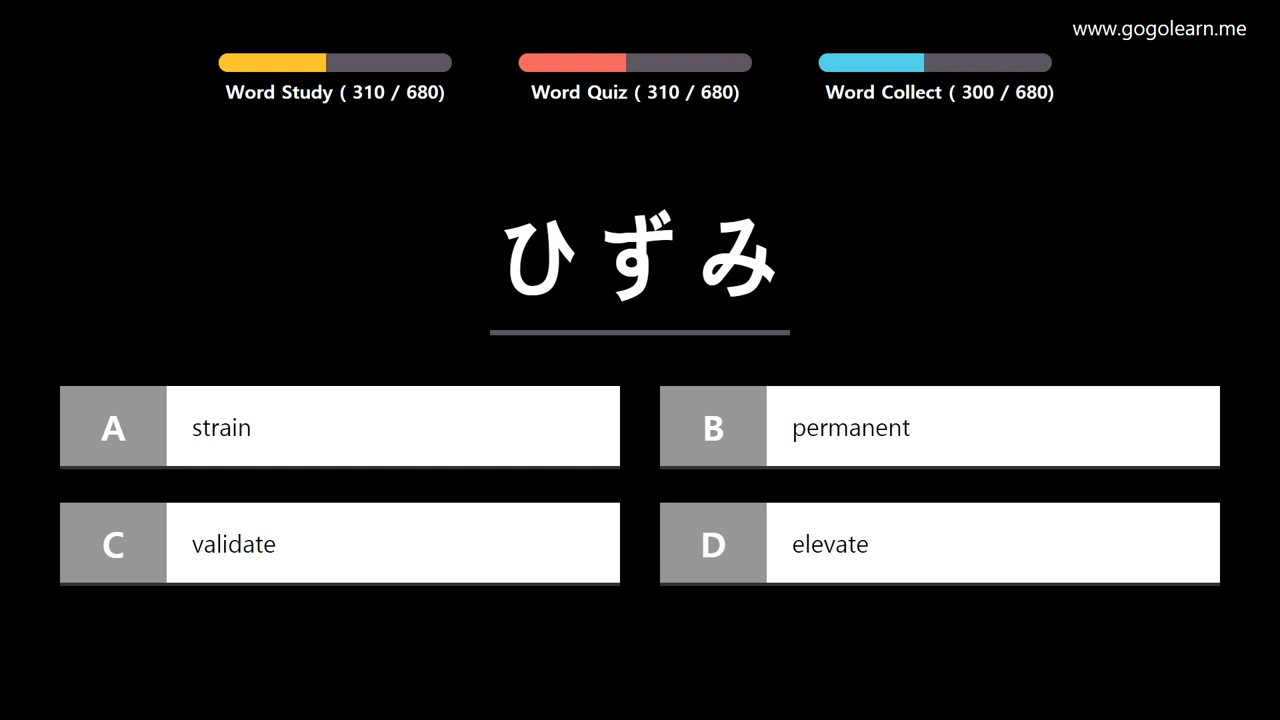 www.gogolearn.me
Word Study ( 310 / 680)
Word Quiz ( 310 / 680)
Word Collect ( 300 / 680)
ひずみ
A strain
B permanent
C validate
D elevate